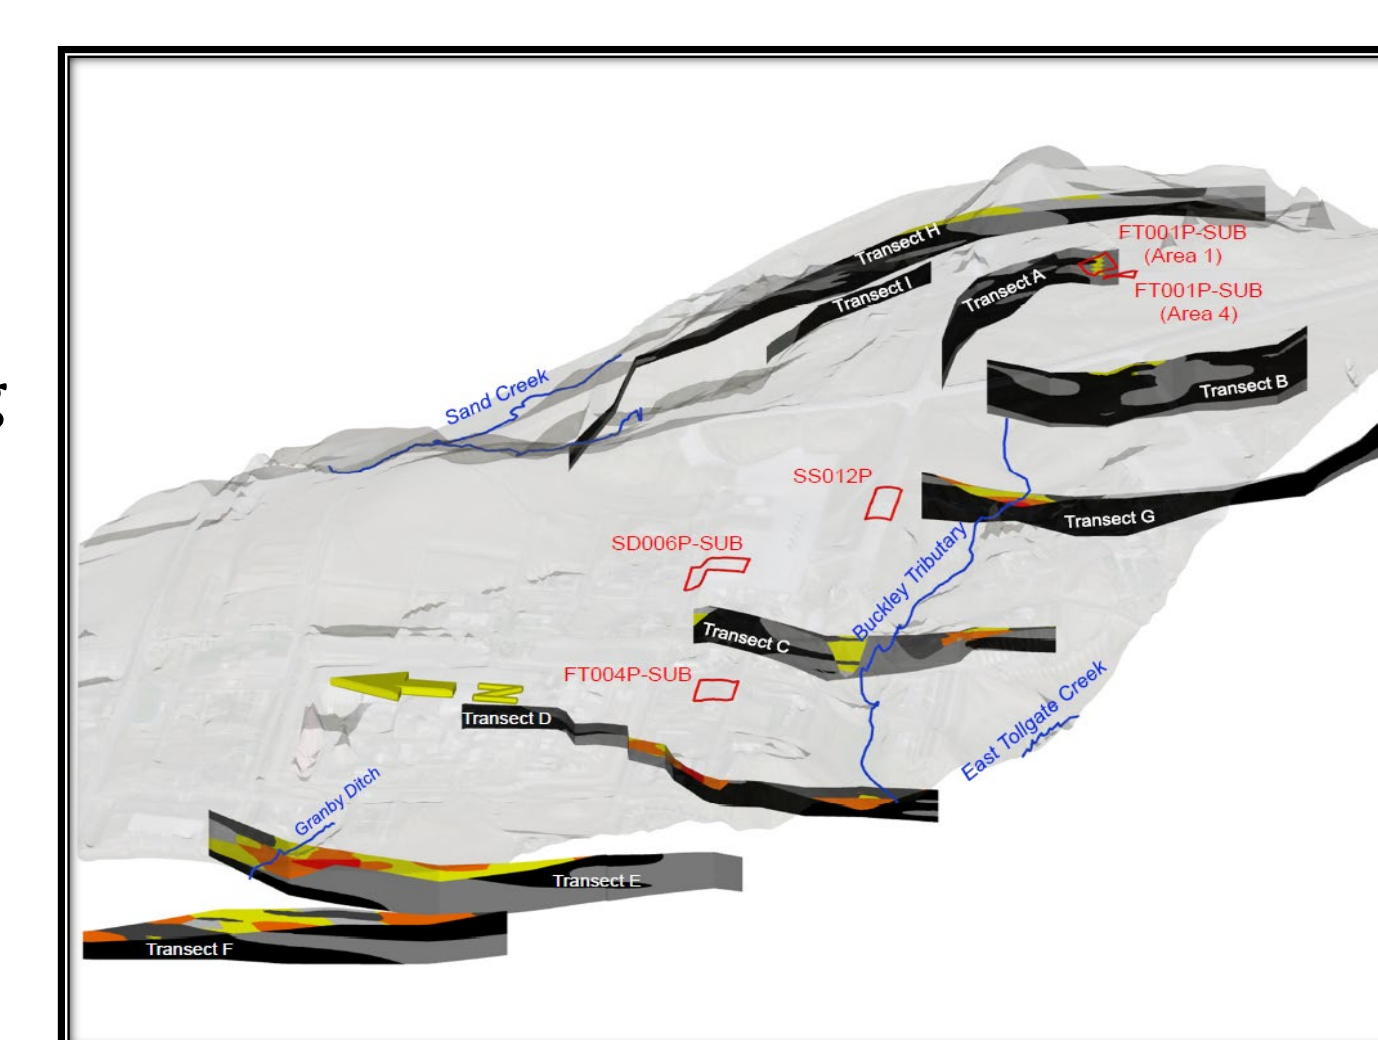 g
Transect H
FT001P-SUB
(Area 1)
Transect I
Transect A
FT001P-SUB
(Area 4)
Sand Creek
Transect B
SS012P
Transect G
SD006P-SUB
Buckley Tributary
Transect C
FT004P-SUB
N
Transect D
East Tollgate Creek
Granby Ditch
Transect E
Transect F